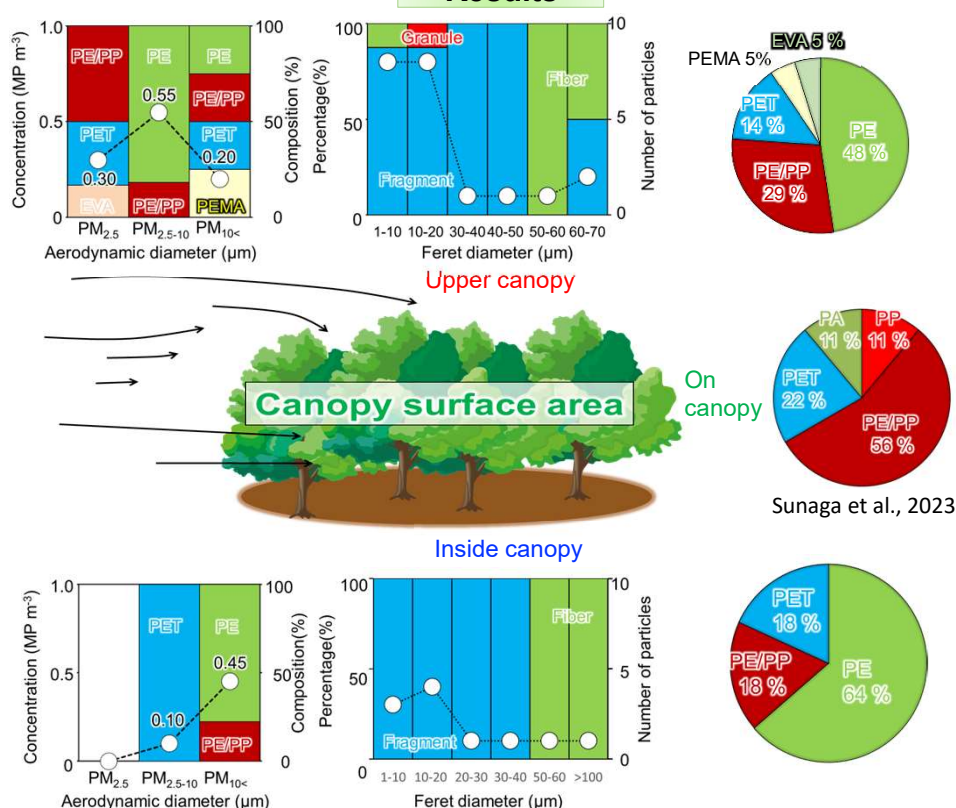 Results
Concentration (MP m⁻³)
1.0
0.5
0
PE/PP
PET
EVA
0.30
PE
PE/PP
0.55
PE
PE/PP
PET
PEMA
0.20
100
50
0
Composition (%)
PM2.5 PM2.5-10 PM10<
Aerodynamic diameter (μm)
Percentage(%)
100
50
0
Granule
Fragment
Fiber
10
5
0
Number of particles
1-10 10-20 30-40 40-50 50-60 60-70
Feret diameter (μm)
PEMA 5%
EVA 5 %
PET
14 %
PE
48 %
PE/PP
29 %
Upper canopy
Canopy surface area
On
canopy
PA
11 %
PP
11 %
PET
22 %
PE/PP
56 %
Sunaga et al., 2023
Inside canopy
Concentration (MP m⁻³)
1.0
0.5
0
PET
0.10
PE
0.45
PE/PP
100
50
0
Composition(%)
PM2.5 PM2.5-10 PM10<
Aerodynamic diameter (μm)
Percentage(%)
100
50
0
Fragment
Fiber
10
5
0
Number of particles
1-10 10-20 20-30 30-40 50-60 >100
Feret diameter (μm)
PET
18 %
PE/PP
18 %
PE
64 %